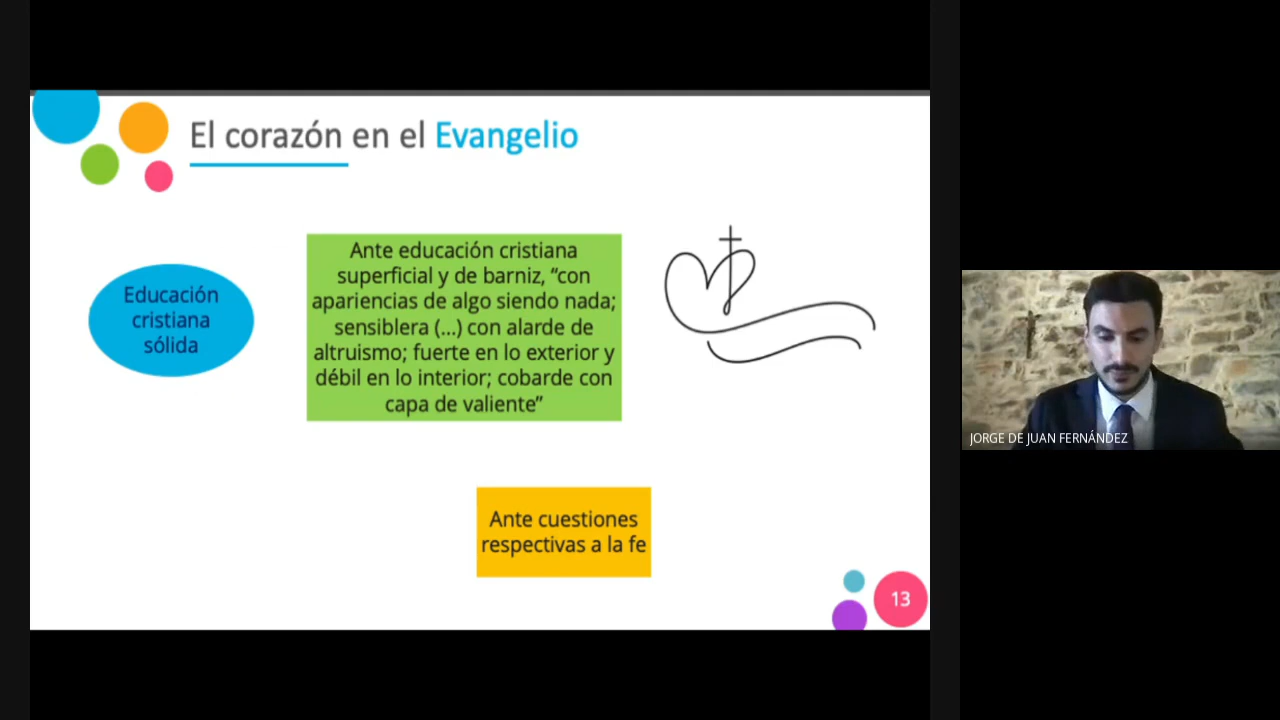 El corazón en el Evangelio
Educación
cristiana
sólida
Ante educación cristiana
superficial y de barniz, “con
apariencias de algo siendo nada;
sensiblera (...) con alarde de
altruismo; fuerte en lo exterior y
débil en lo interior; cobarde con
capa de valiente”
Ante cuestiones
respectivas a la fe
13
JORGE DE JUAN FERNÁNDEZ